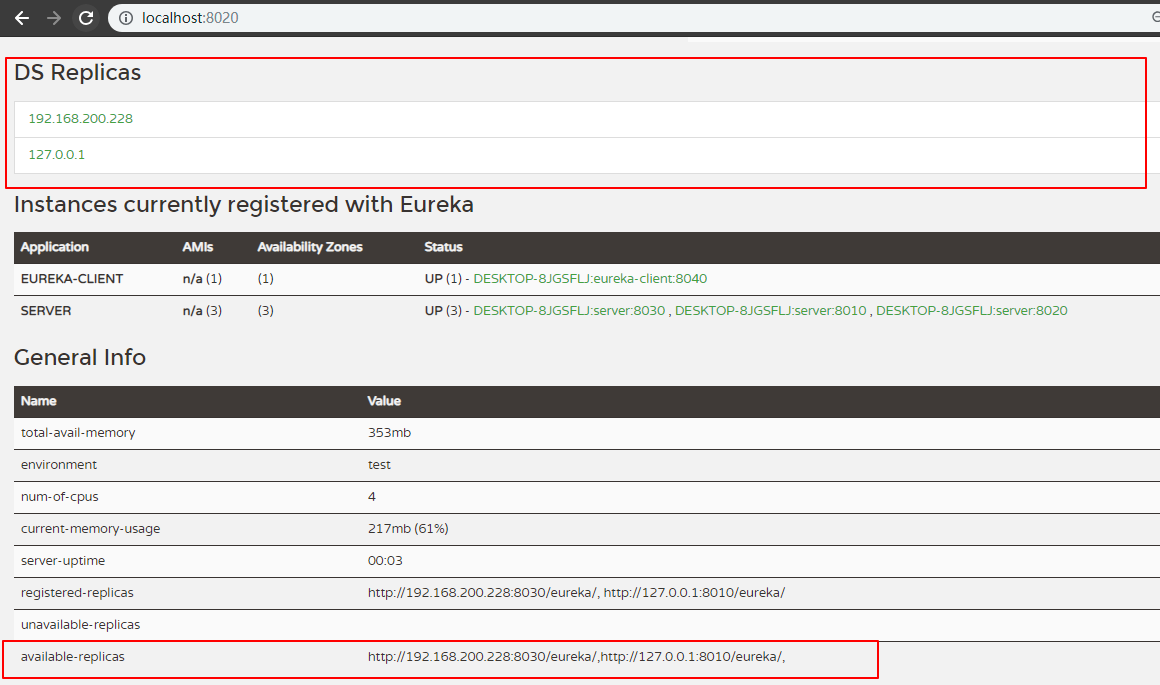 localhost:8020
DS Replicas
192.168.200.228
127.0.0.1
Instances currently registered with Eureka
Application AMIs Availability Zones Status
EUREKA-CLIENT n/a (1) (1) UP (1) - DESKTOP-8JGSFLJ:eureka-client:8040
SERVER n/a (3) (3) UP (3) - DESKTOP-8JGSFLJ:server:8030 , DESKTOP-8JGSFLJ:server:8010 , DESKTOP-8JGSFLJ:server:8020
General Info
Name Value
total-avail-memory 353mb
environment test
num-of-cpus 4
current-memory-usage 217mb (61%)
server-uptime 00:03
registered-replicas http://192.168.200.228:8030/eureka/, http://127.0.0.1:8010/eureka/
unavailable-replicas
available-replicas http://192.168.200.228:8030/eureka/,http://127.0.0.1:8010/eureka/,